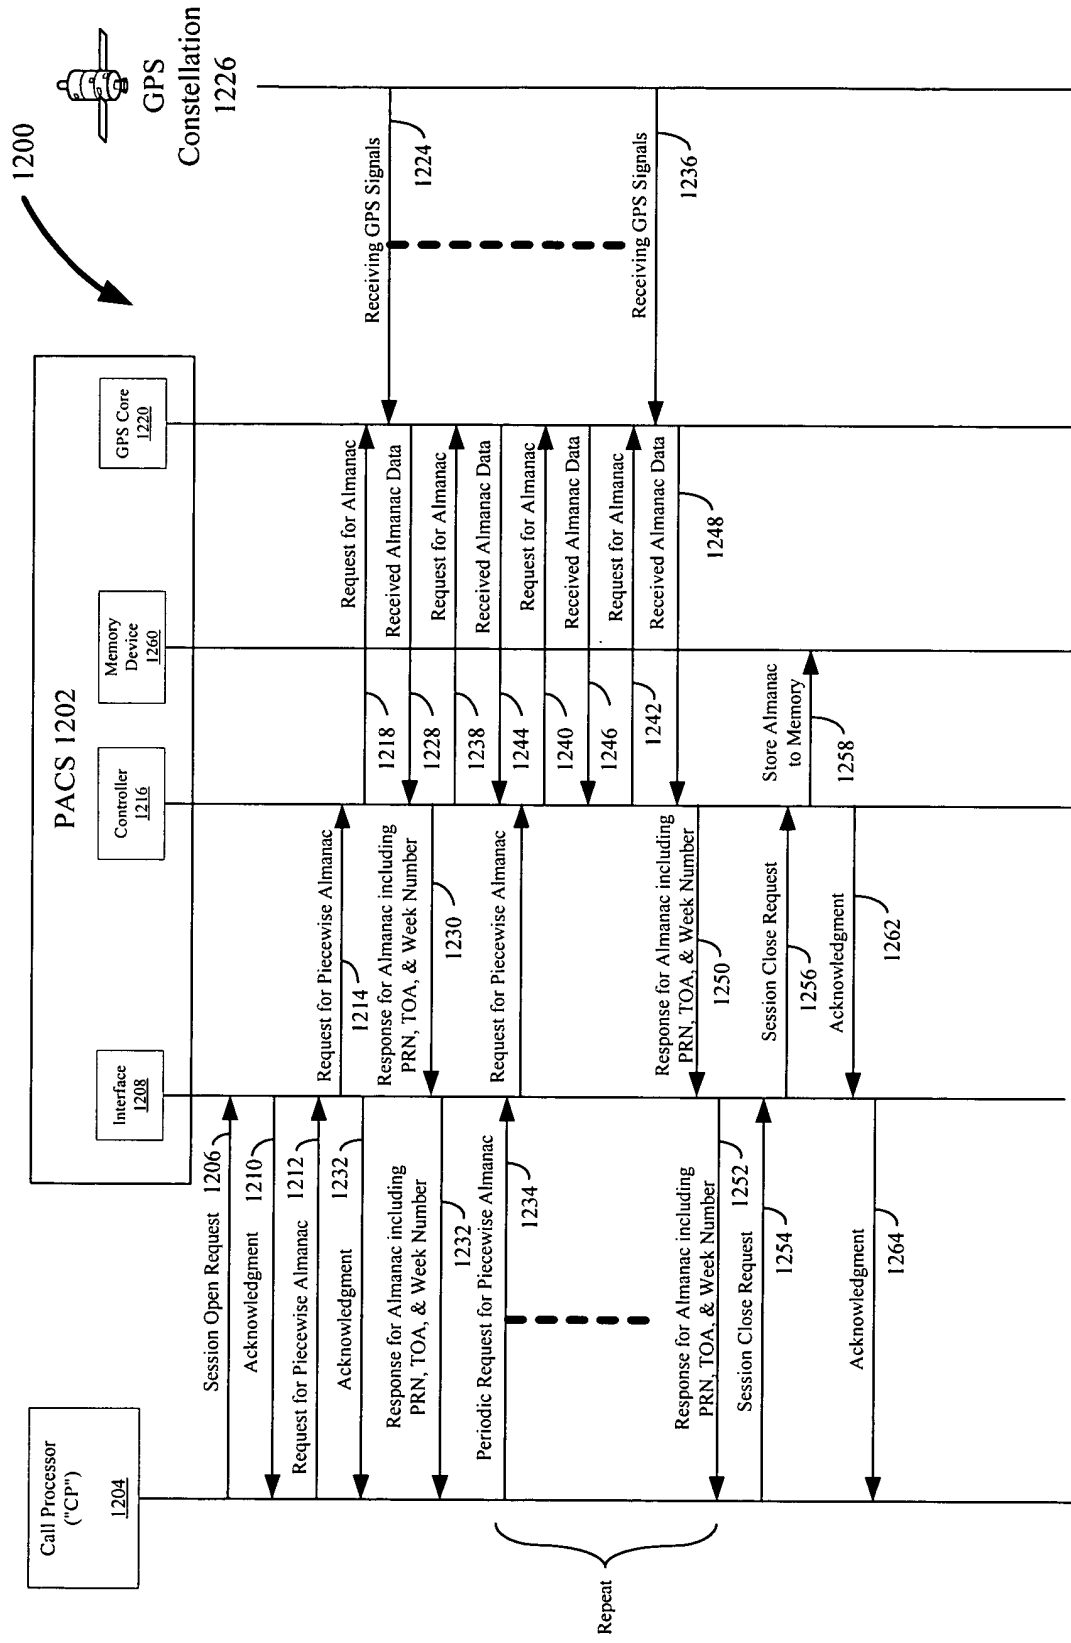 1200
GPS
Constellation
1226
PACS 1202
Call Processor
("CP")
1204
Interface
1208
Controller
1216
Memory
Device
1260
GPS Core
1220
Session Open Request
1206
Acknowledgment
1210
Request for Piecewise Almanac
1212
Request for Piecewise Almanac
1214
Acknowledgment
1232
Request for Almanac
1218
Receiving GPS Signals
1224
Received Almanac Data
1228
Response for Almanac including
PRN, TOA, & Week Number
1230
Response for Almanac including
PRN, TOA, & Week Number
1232
Request for Almanac
1238
Received Almanac Data
1244
Periodic Request for Piecewise Almanac
1234
Request for Piecewise Almanac
Request for Almanac
1240
Received Almanac Data
1246
Request for Almanac
1242
Receiving GPS Signals
1236
Received Almanac Data
1248
Response for Almanac including
PRN, TOA, & Week Number
1250
Response for Almanac including
PRN, TOA, & Week Number
1252
Repeat
Session Close Request
1254
Session Close Request
1256
Store Almanac
to Memory
1258
Acknowledgment
1262
Acknowledgment
1264